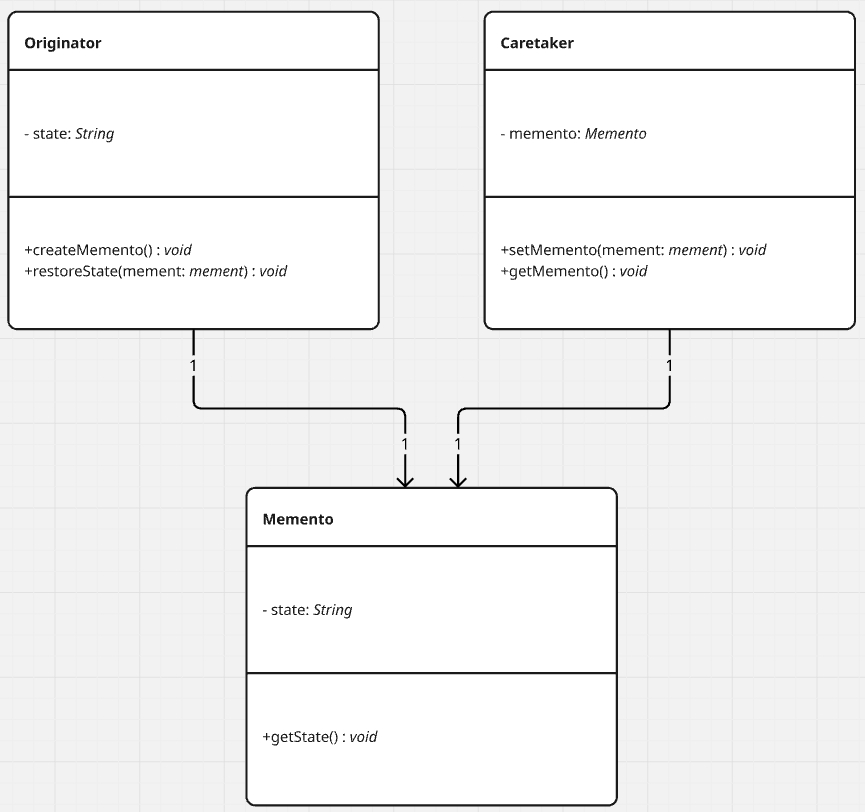 Originator
- state: String
+createMemento() : void
+restoreState(mement: mement) : void
Caretaker
- memento: Memento
+setMemento(mement: mement) : void
+getMemento() : void
1
1
1
1
Memento
- state: String
+getState() : void